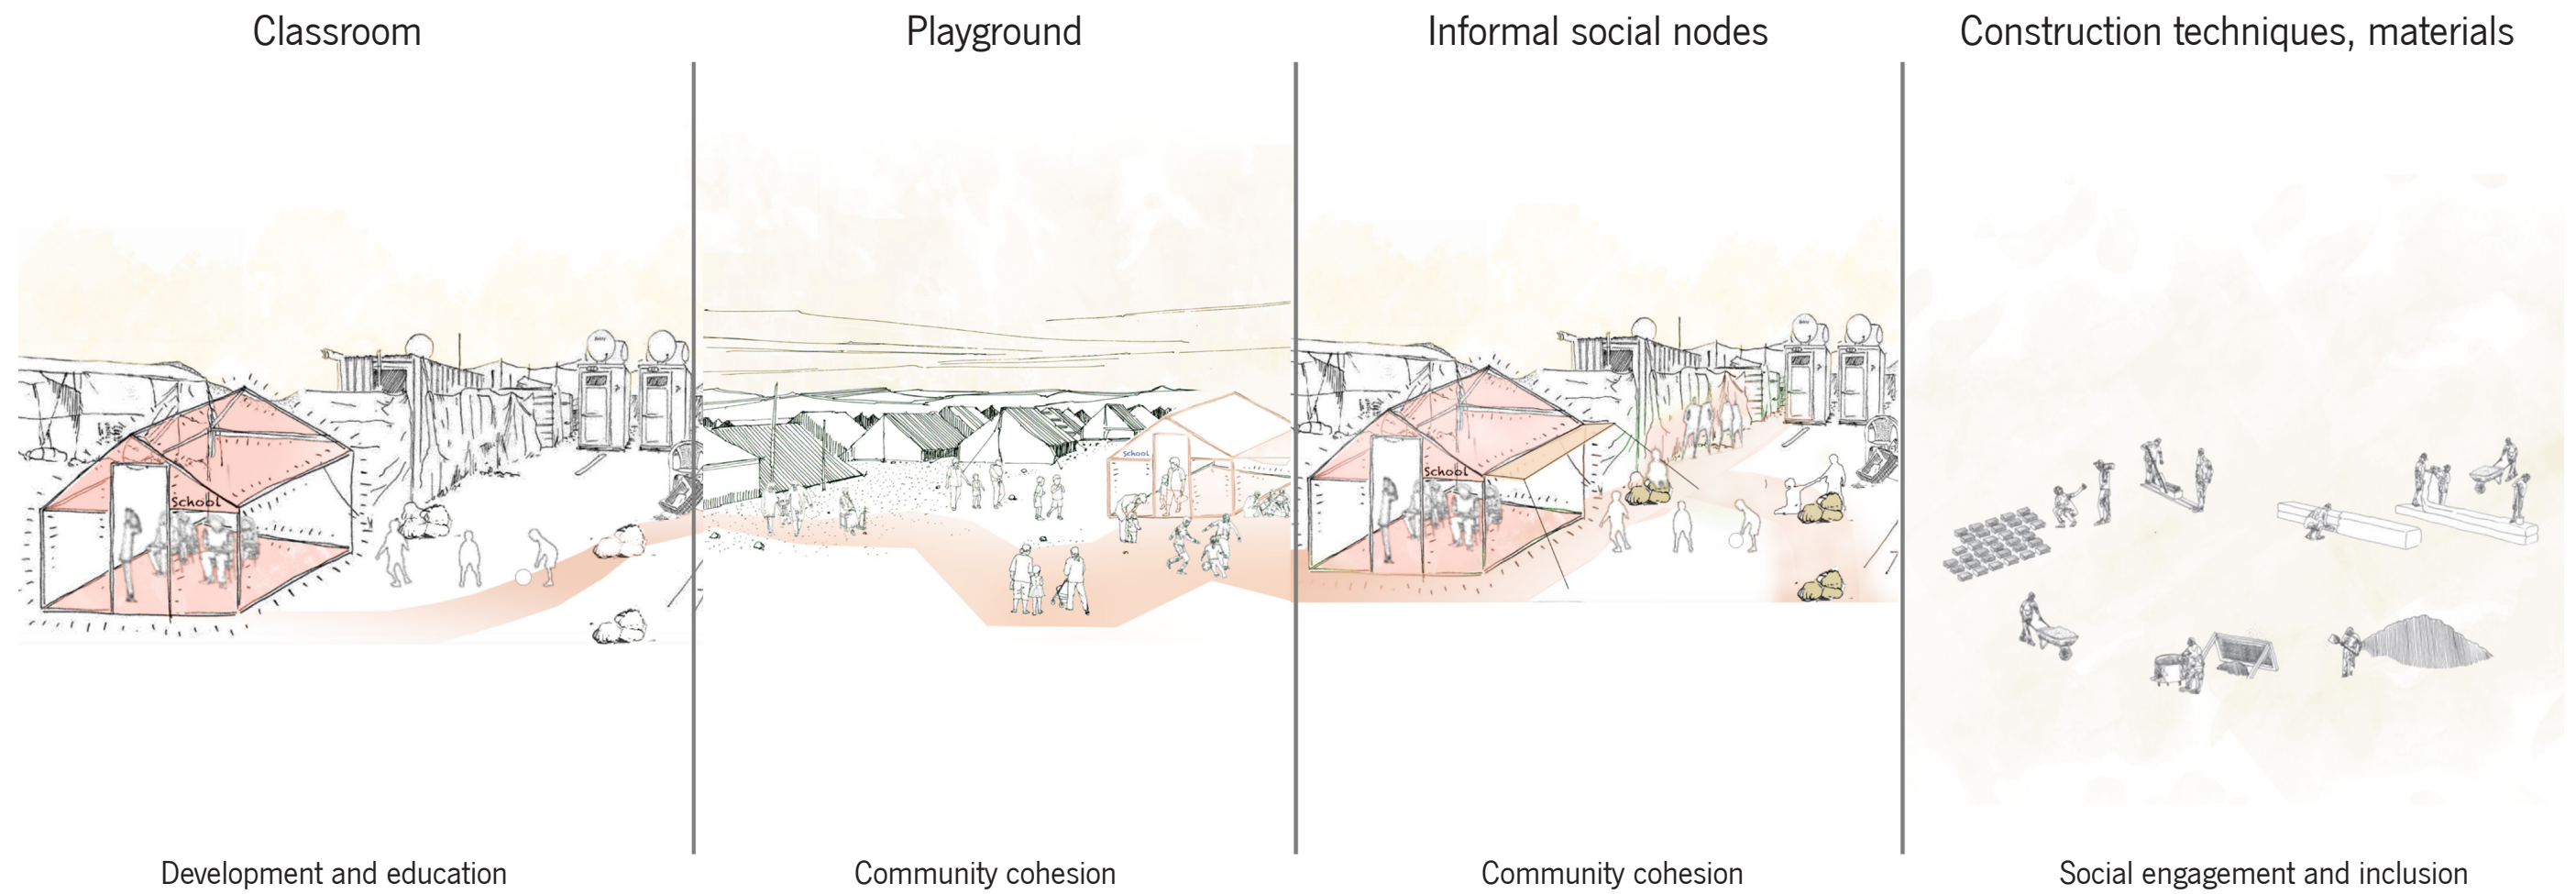 Classroom
Playground
Informal social nodes
Construction techniques, materials
School
School
School
Development and education
Community cohesion
Community cohesion
Social engagement and inclusion